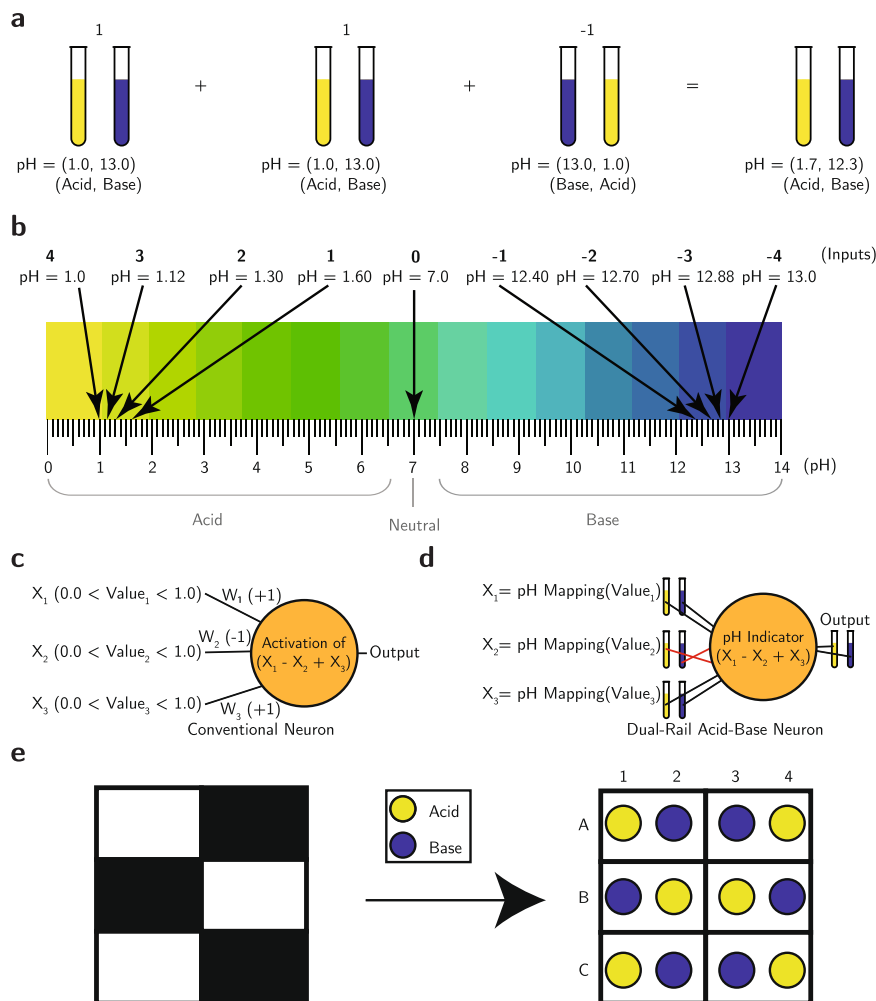 a
1 1 -1
+ + =
pH = (1.0, 13.0) pH = (1.0, 13.0) pH = (13.0, 1.0) pH = (1.7, 12.3)
(Acid, Base) (Acid, Base) (Base, Acid) (Acid, Base)
b
4 3 2 1 0 -1 -2 -3 -4 (Inputs)
pH = 1.0 pH = 1.12 pH = 1.30 pH = 1.60 pH = 7.0 pH = 12.40 pH = 12.70 pH = 12.88 pH = 13.0
0 1 2 3 4 5 6 7 8 9 10 11 12 13 14 (pH)
Acid Neutral Base
c
X₁ (0.0 < Value₁ < 1.0) W₁ (+1)
X₂ (0.0 < Value₂ < 1.0) W₂ (-1) Activation of
(X₁ - X₂ + X₃) Output
X₃ (0.0 < Value₃ < 1.0) W₃ (+1)
Conventional Neuron
d
X₁= pH Mapping(Value₁)
X₂= pH Mapping(Value₂) pH Indicator
(X₁ - X₂ + X₃) Output
X₃= pH Mapping(Value₃)
Dual-Rail Acid-Base Neuron
e
Acid
Base
1 2 3 4
A
B
C